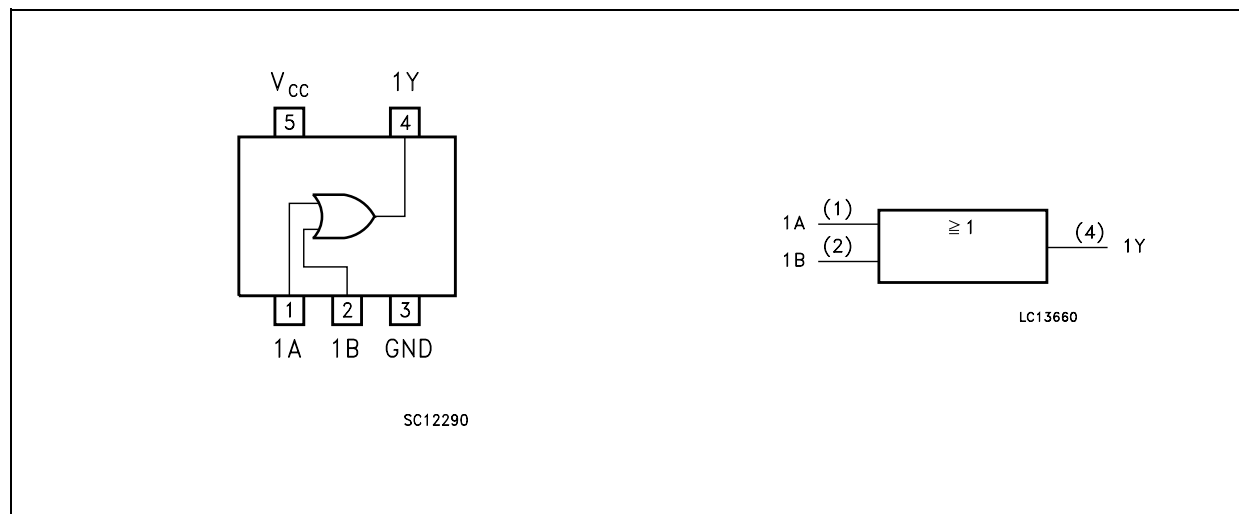 VCC 1Y
5 4
1 2 3
1A 1B GND
SC12290
1A (1)
1B (2)
≧ 1
(4) 1Y
LC13660